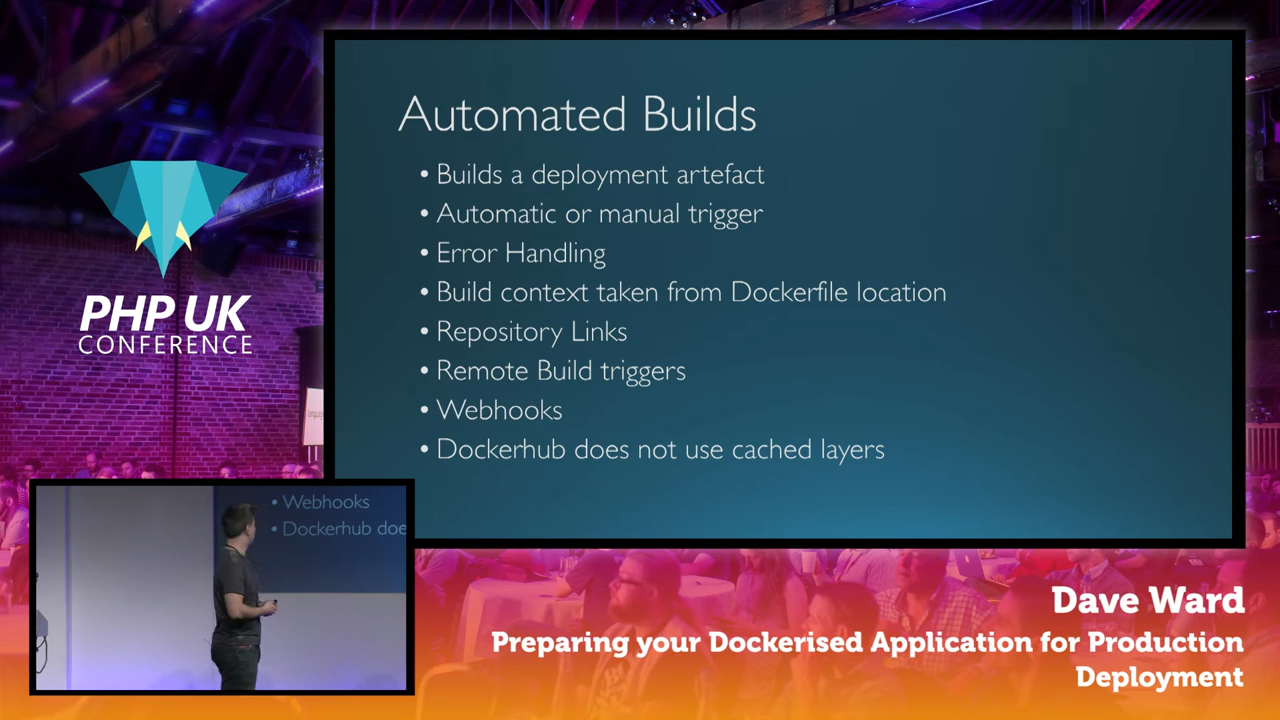 Automated Builds
• Builds a deployment artefact
• Automatic or manual trigger
• Error Handling
• Build context taken from Dockerfile location
• Repository Links
• Remote Build triggers
• Webhooks
• Dockerhub does not use cached layers
PHP UK
CONFERENCE
• Webhooks
• Dockerhub doe
Dave Ward
Preparing your Dockerised Application for Production
Deployment